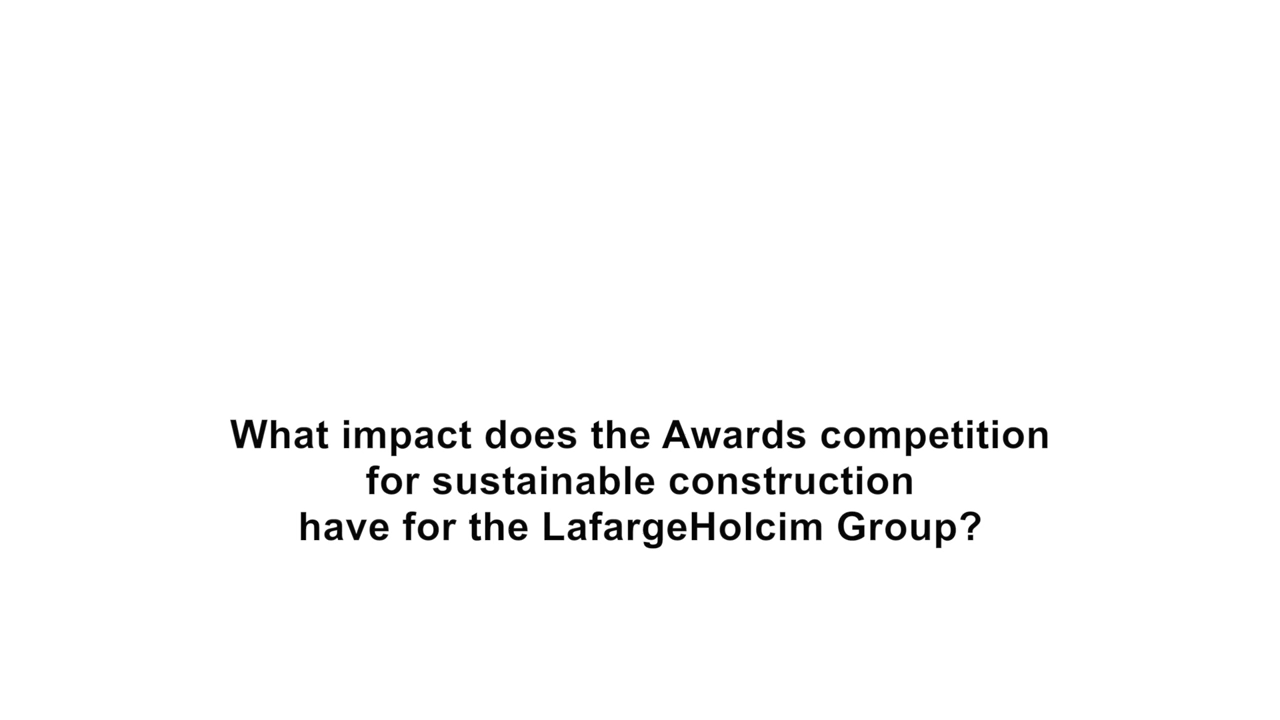 What impact does the Awards competition
for sustainable construction
have for the LafargeHolcim Group?